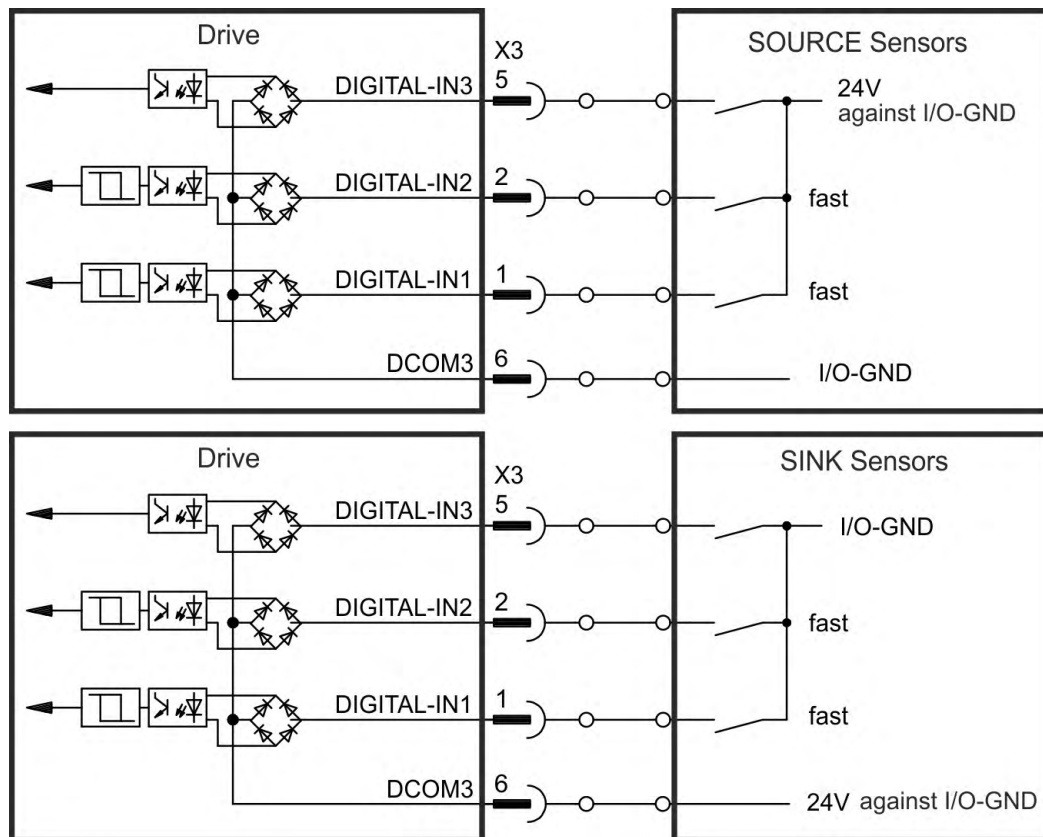 Drive
X3
SOURCE Sensors
DIGITAL-IN3
5
24V
against I/O-GND
DIGITAL-IN2
2
fast
DIGITAL-IN1
1
fast
DCOM3
6
I/O-GND
Drive
X3
SINK Sensors
DIGITAL-IN3
5
I/O-GND
DIGITAL-IN2
2
fast
DIGITAL-IN1
1
fast
DCOM3
6
24V against I/O-GND